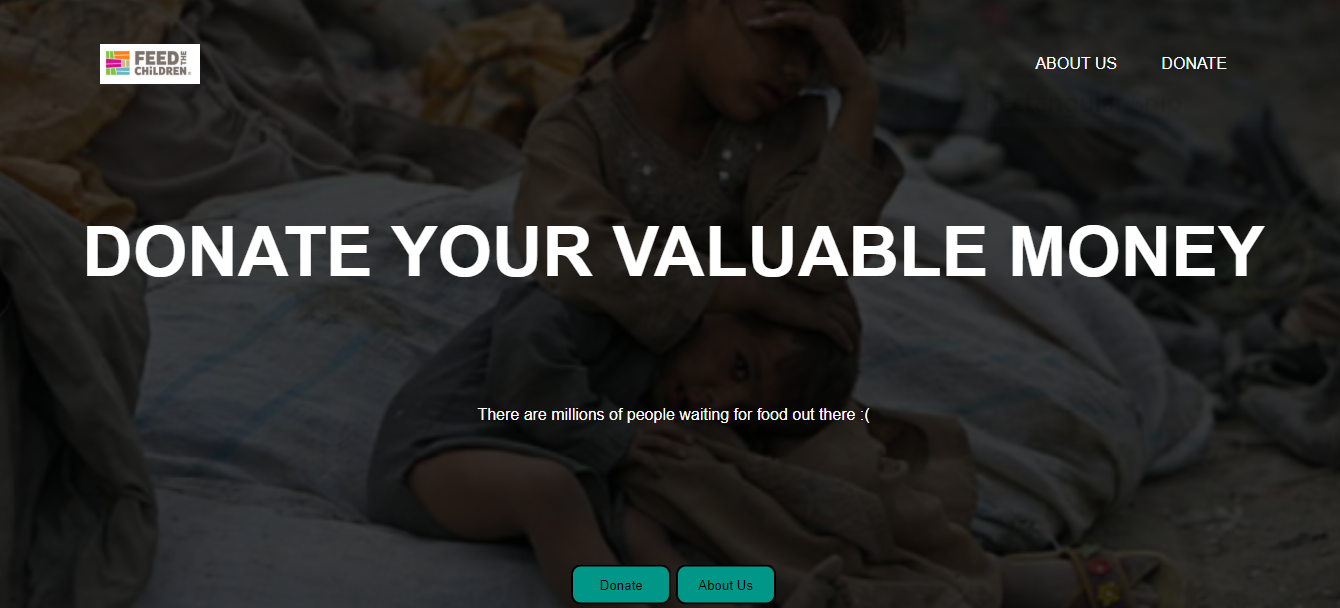 FEED THE
CHILDREN
ABOUT US
DONATE
DONATE YOUR VALUABLE MONEY
There are millions of people waiting for food out there :(
Donate
About Us